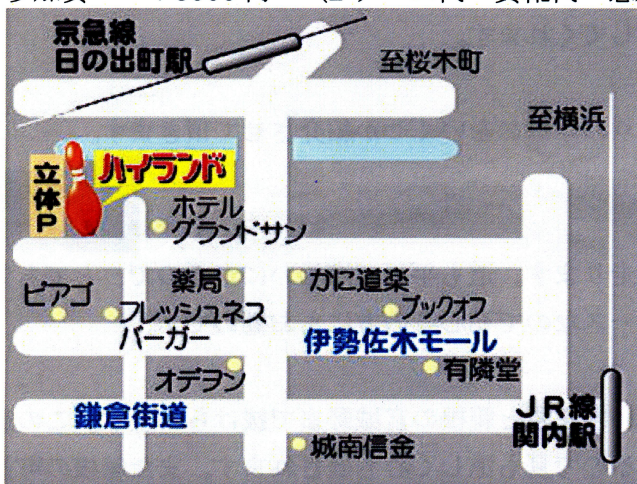 京急線
日の出町駅
至桜木町
至横浜
立体P
ハイランド
ホテル
グランドサン
薬局
かに道楽
ピアゴ
フレッシュネス
バーガー
ブックオフ
伊勢佐木モール
オデヲン
有隣堂
鎌倉街道
JR線
関内駅
城南信金